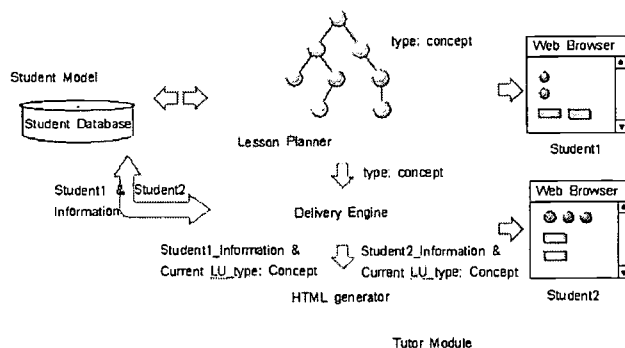 type: concept
Web Browser
Student Model
Student Database
Lesson Planner
Student1
type: concept
Student1 & Student2
Information
Web Browser
Delivery Engine
Student1_Information &
Current LU_type: Concept
Student2_Information &
Current LU_type: Concept
HTML generator
Student2
Tutor Module